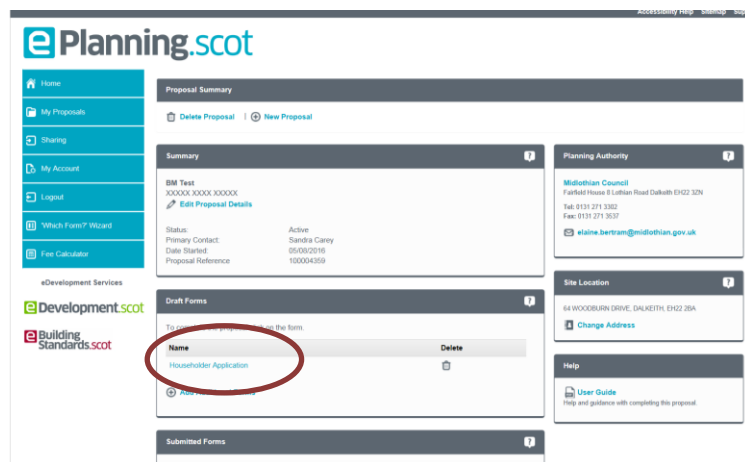 Accessibility Help Sitemap
ePlanning.scot
Home
My Proposals
Sharing
My Account
Logout
'Which Form?' Wizard
Fee Calculator
eDevelopment Services
eDevelopment.scot
eBuilding
Standards.scot
Proposal Summary
Delete Proposal | New Proposal
Summary ?
BM Test
XXXXX XXXX XXXXX
Edit Proposal Details
Status: Active
Primary Contact: Sandra Carey
Date Started: 05/08/2016
Proposal Reference 100004359
Draft Forms ?
on the form.
Name Delete
Householder Application
Submitted Forms ?
Planning Authority ?
Midlothian Council
Fairfield House 8 Lothian Road Dalkeith EH22 3ZN
Tel: 0131 271 3302
Fax: 0131 271 3537
elaine.bertram@midlothian.gov.uk
Site Location ?
64 WOODBURN DRIVE, DALKEITH, EH22 2BA
Change Address
Help
User Guide
Help and guidance with completing this proposal.